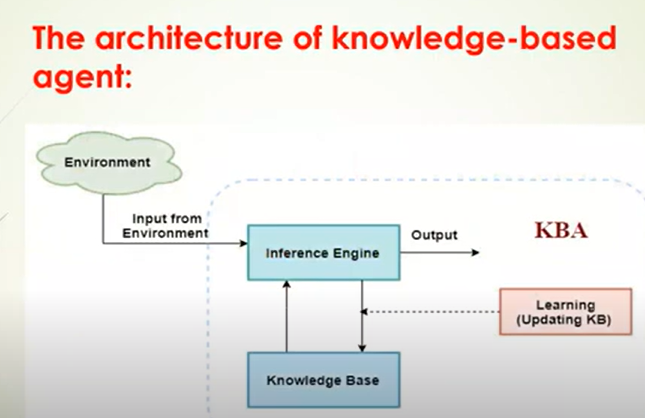 The architecture of knowledge-based
agent:
Environment
Input from
Environment
Inference Engine
Output
KBA
Learning
(Updating KB)
Knowledge Base